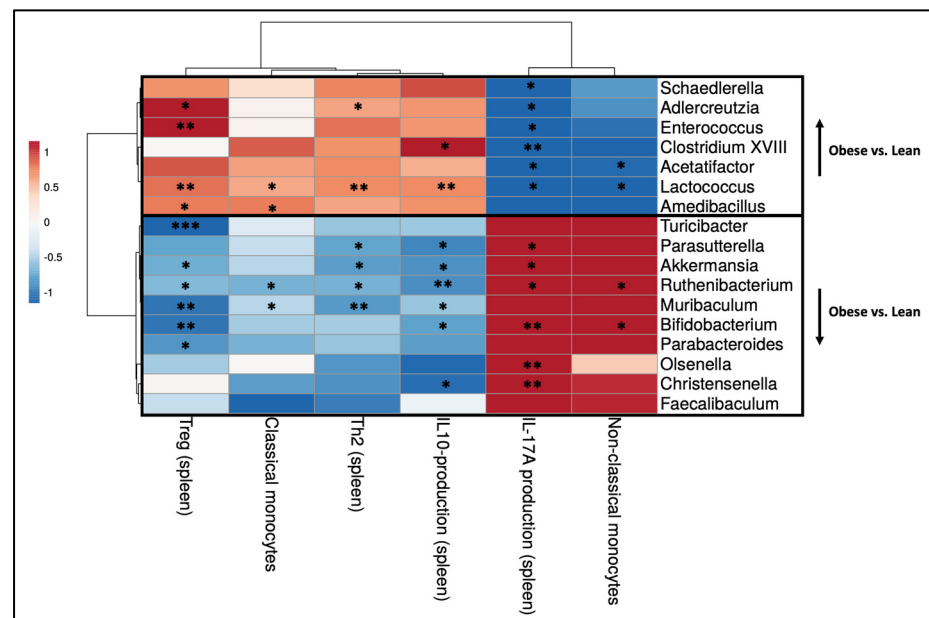 1
0.5
0
-0.5
-1
* Schaedlerella
* * * Adlercreutzia
** * Enterococcus
* ** Clostridium XVIII
* * Acetatifactor
** * ** ** * * Lactococcus
* * Amedibacillus
*** Turicibacter
* * * Parasutterella
* * * * Akkermansia
* * * ** * * Ruthenibacterium
** * ** * Muribaculum
** * ** * Bifidobacterium
* Parabacteroides
** Olsenella
* ** Christensenella
Faecalibaculum
Obese vs. Lean
Obese vs. Lean
Treg (spleen)
Classical monocytes
Th2 (spleen)
IL10-production (spleen)
IL-17A production (spleen)
Non-classical monocytes